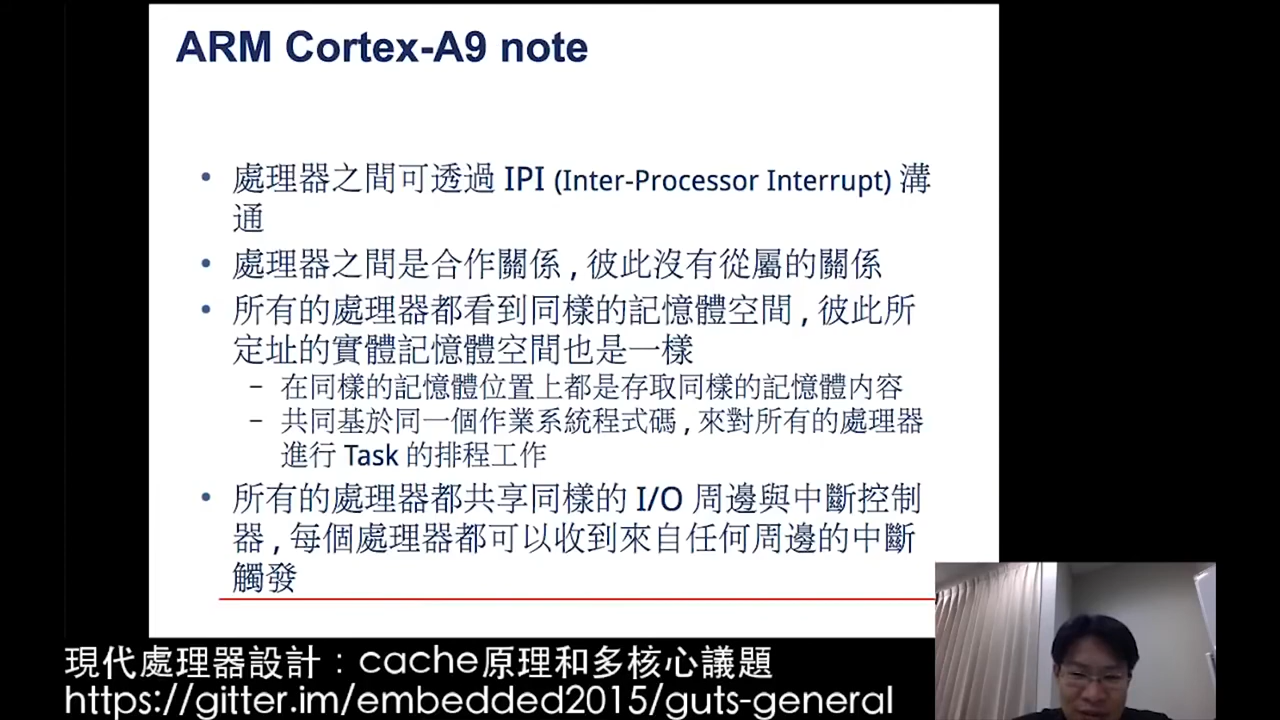 ARM Cortex-A9 note
• 處理器之間可透過 IPI (Inter-Processor Interrupt) 溝
通
• 處理器之間是合作關係 , 彼此沒有從屬的關係
• 所有的處理器都看到同樣的記憶體空間 , 彼此所
定址的實體記憶體空間也是一樣
– 在同樣的記憶體位置上都是存取同樣的記憶體內容
– 共同基於同一個作業系統程式碼 , 來對所有的處理器
進行 Task 的排程工作
• 所有的處理器都共享同樣的 I/O 周邊與中斷控制
器 , 每個處理器都可以收到來自任何周邊的中斷
觸發
現代處理器設計：cache原理和多核心議題
https://gitter.im/embedded2015/guts-general